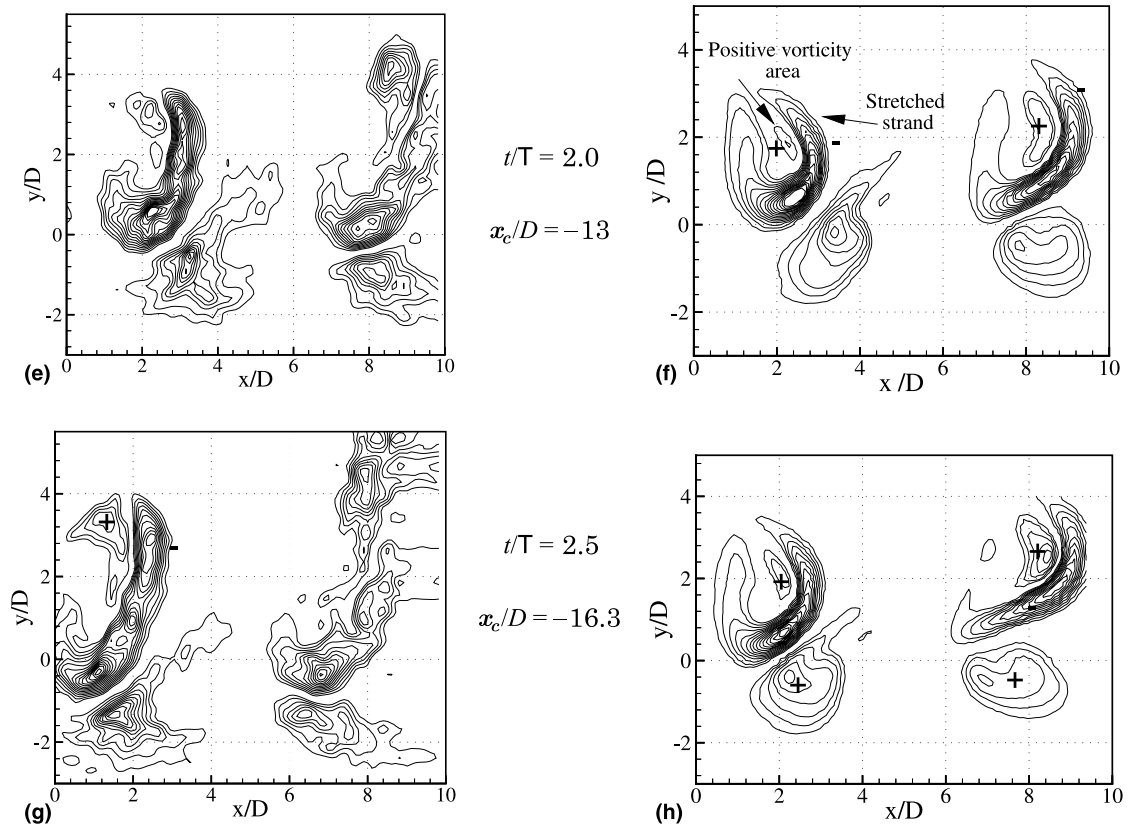 4
2
0
-2
y/D
0
2
4
6
8
10
x/D
(e)
t/T = 2.0
x_c/D = −13
Positive vorticity
area
Stretched
strand
+
-
+
-
4
2
0
-2
y/D
0
2
4
6
8
10
x /D
(f)
+
-
4
2
0
-2
y/D
0
2
4
6
8
10
x/D
(g)
t/T = 2.5
x_c/D = −16.3
+
+
-
+
+
4
2
0
-2
y/D
0
2
4
6
8
10
x/D
(h)